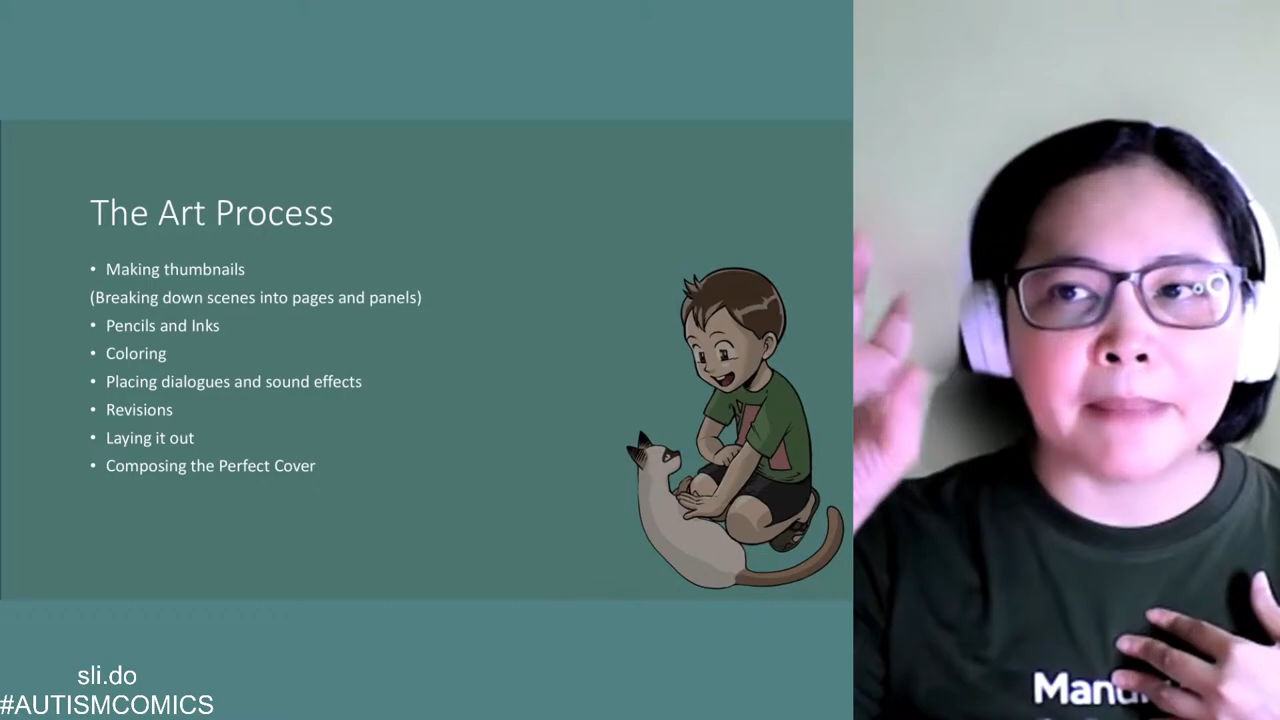 The Art Process
• Making thumbnails
(Breaking down scenes into pages and panels)
• Pencils and Inks
• Coloring
• Placing dialogues and sound effects
• Revisions
• Laying it out
• Composing the Perfect Cover
sli.do
#AUTISMCOMICS